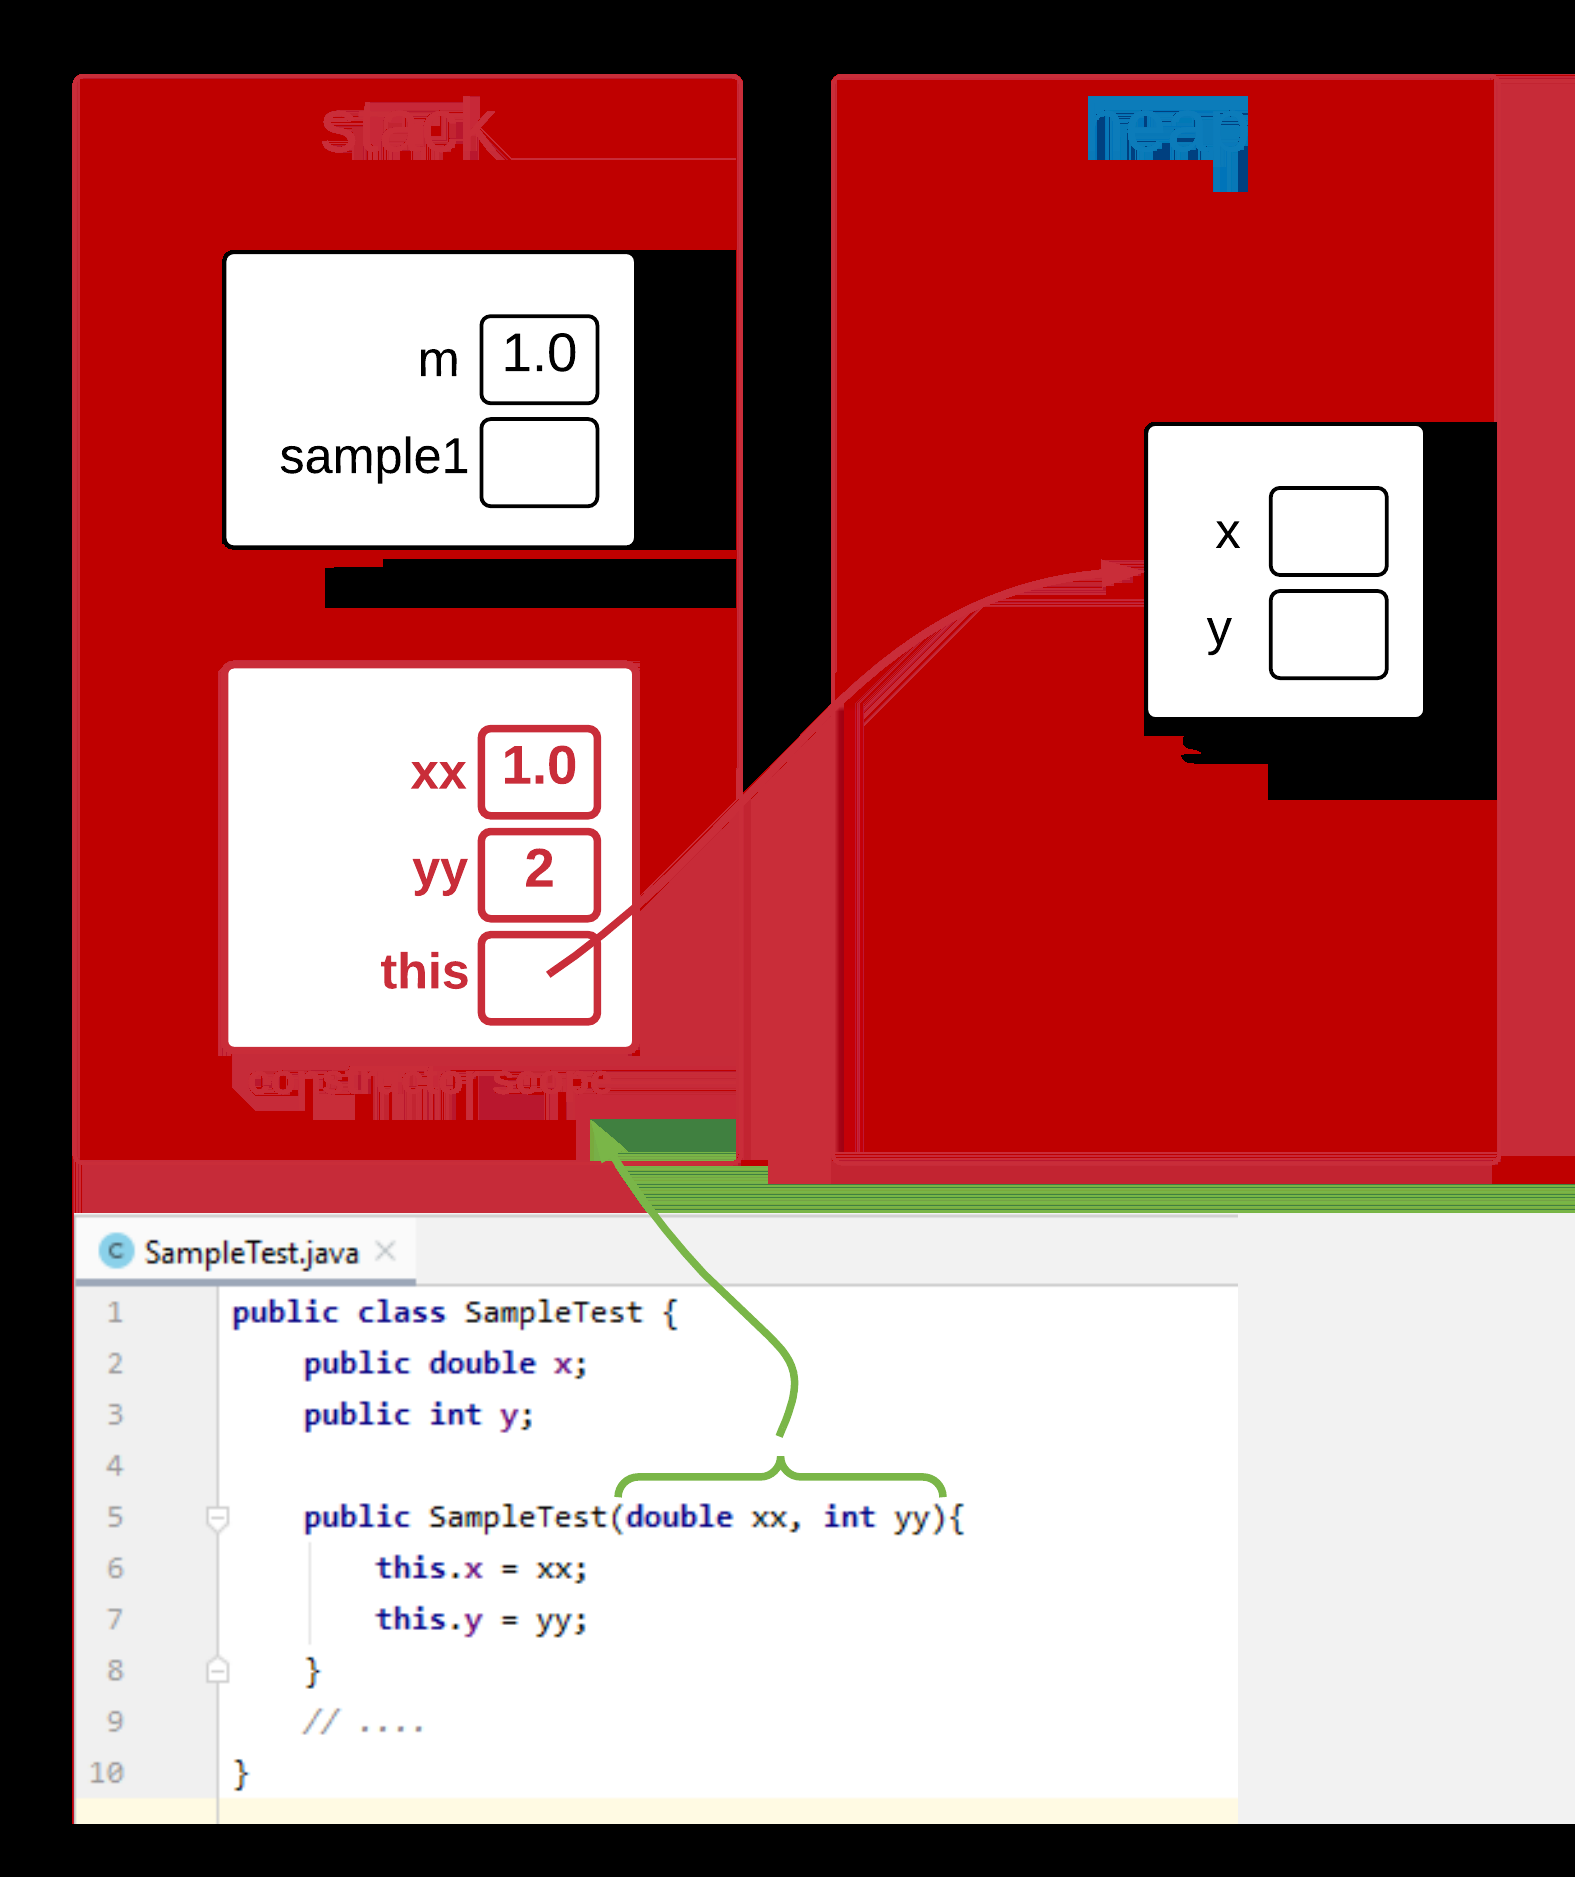 stack
heap
m 1.0
sample1
x
y
xx 1.0
yy 2
this
constructor scope
SampleTest.java
1 public class SampleTest {
2 public double x;
3 public int y;
4
5 public SampleTest(double xx, int yy){
6 this.x = xx;
7 this.y = yy;
8 }
9 // ....
10 }